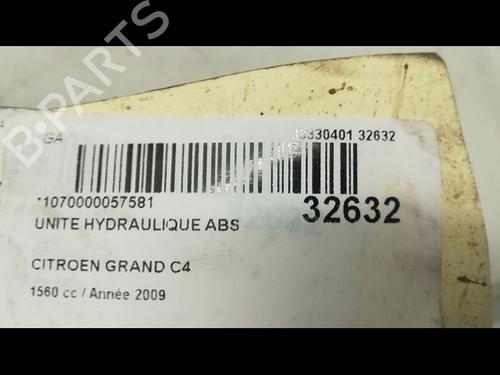 B-PARTS
GA
32632
*1070000057581
32632
UNITE HYDRAULIQUE ABS
CITROEN GRAND C4
1560 cc / Année 2009